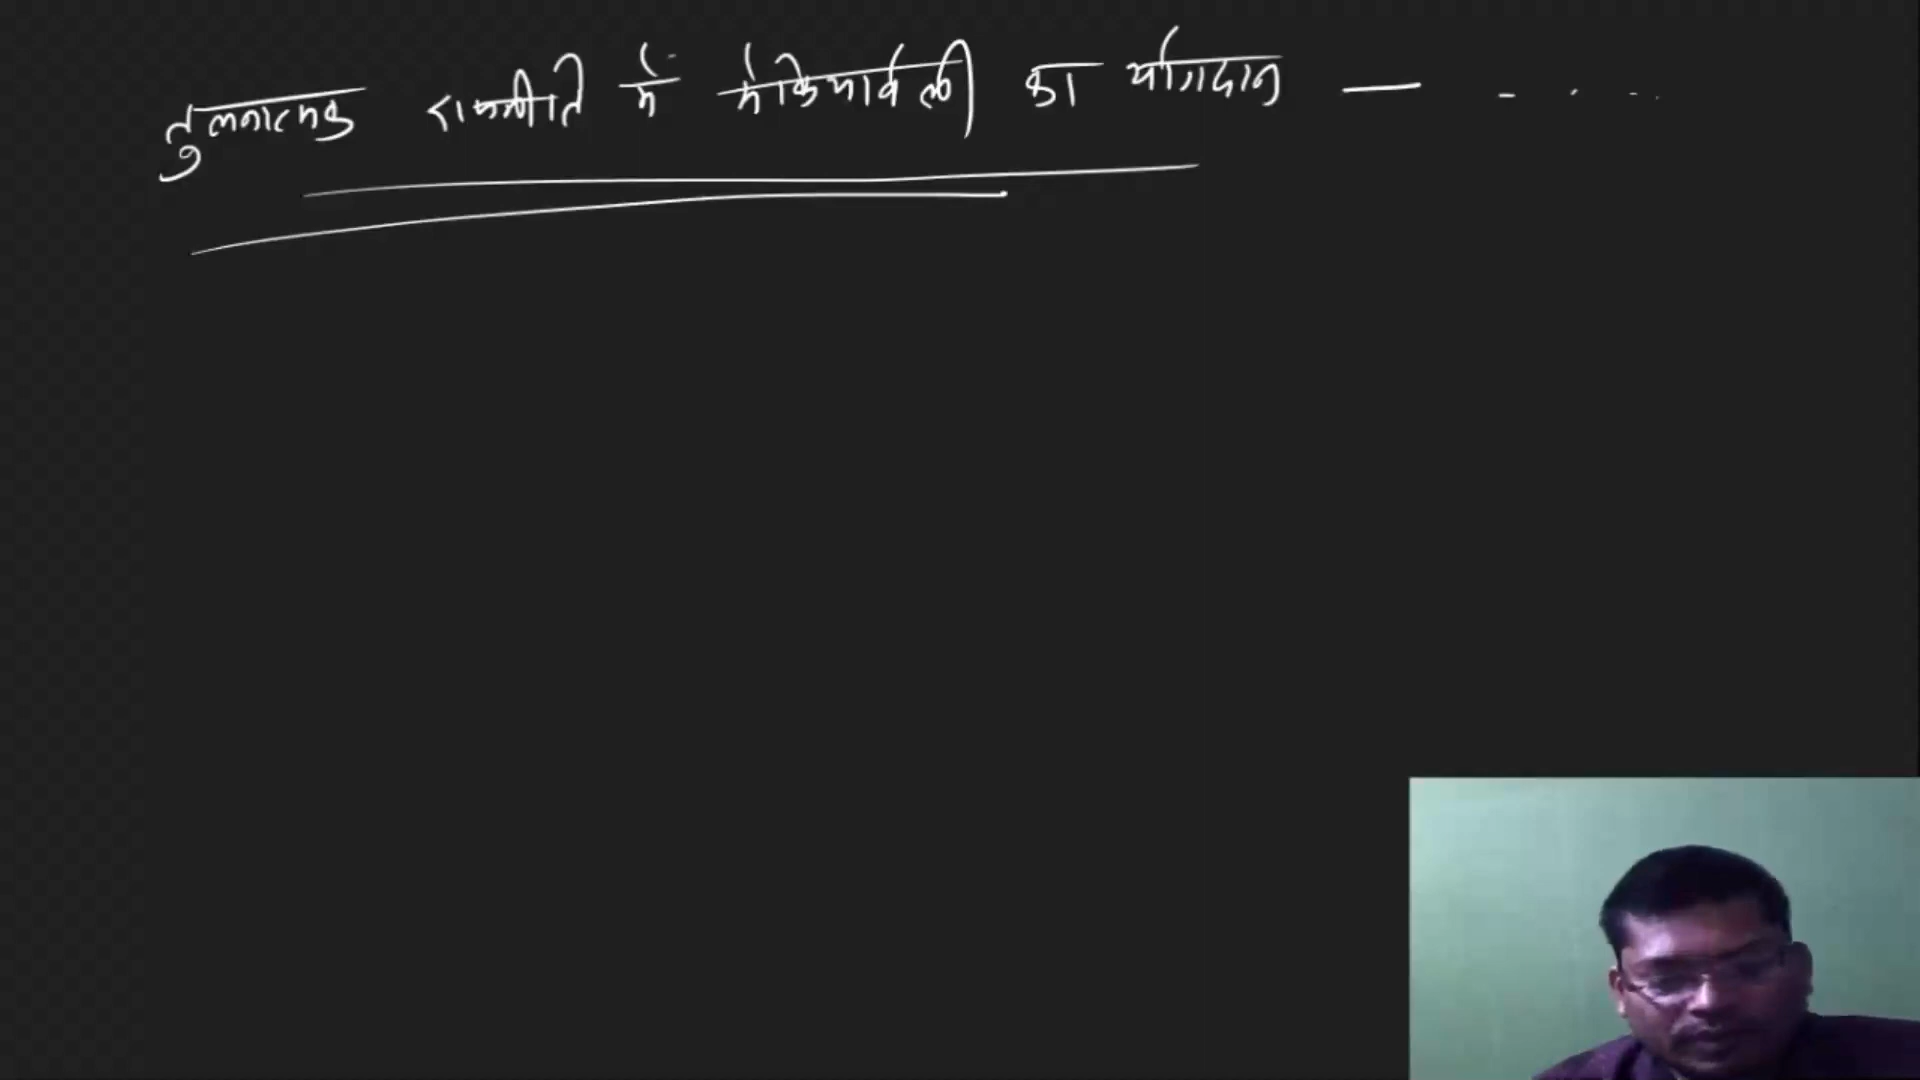 तुलनात्मक राजनीति में मेकियावेली का योगदान — - . . .